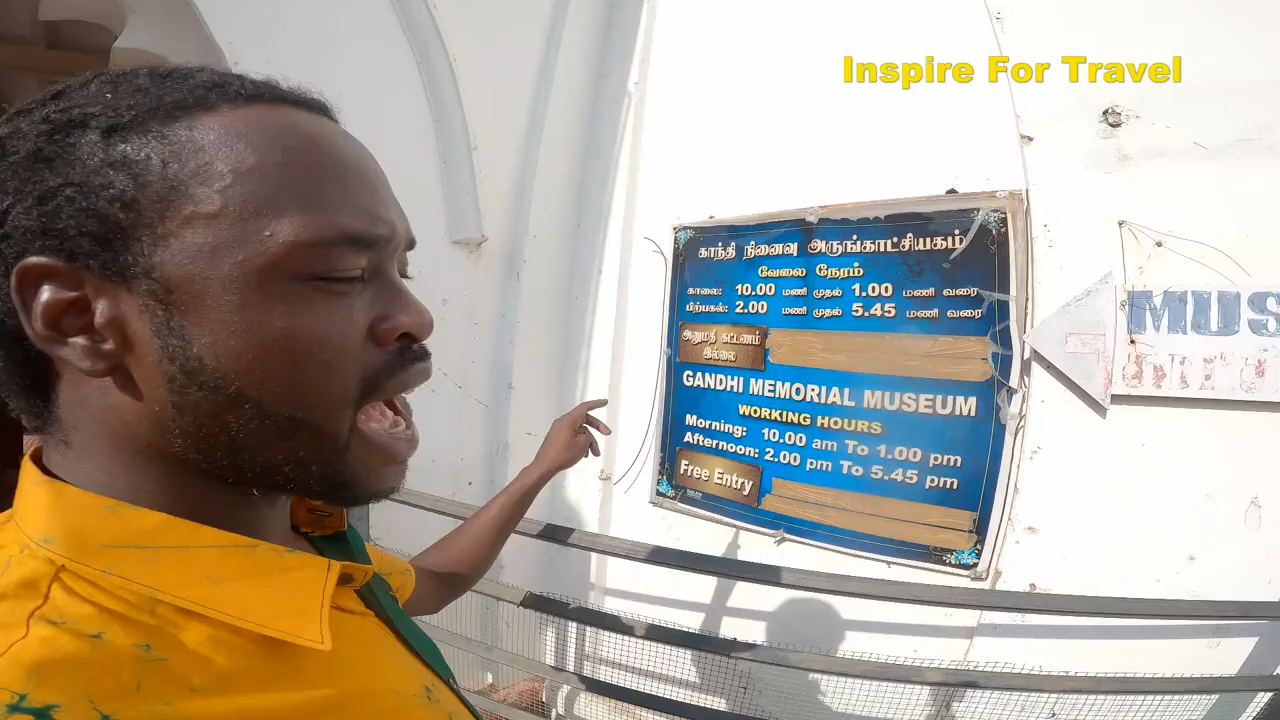 Inspire For Travel
காந்தி நினைவு அருங்காட்சியகம்
வேலை நேரம்
காலை: 10.00 மணி முதல் 1.00 மணி வரை
பிற்பகல்: 2.00 மணி முதல் 5.45 மணி வரை
அனுமதி கட்டணம்
இல்லை
GANDHI MEMORIAL MUSEUM
WORKING HOURS
Morning: 10.00 am To 1.00 pm
Afternoon: 2.00 pm To 5.45 pm
Free Entry
MUS